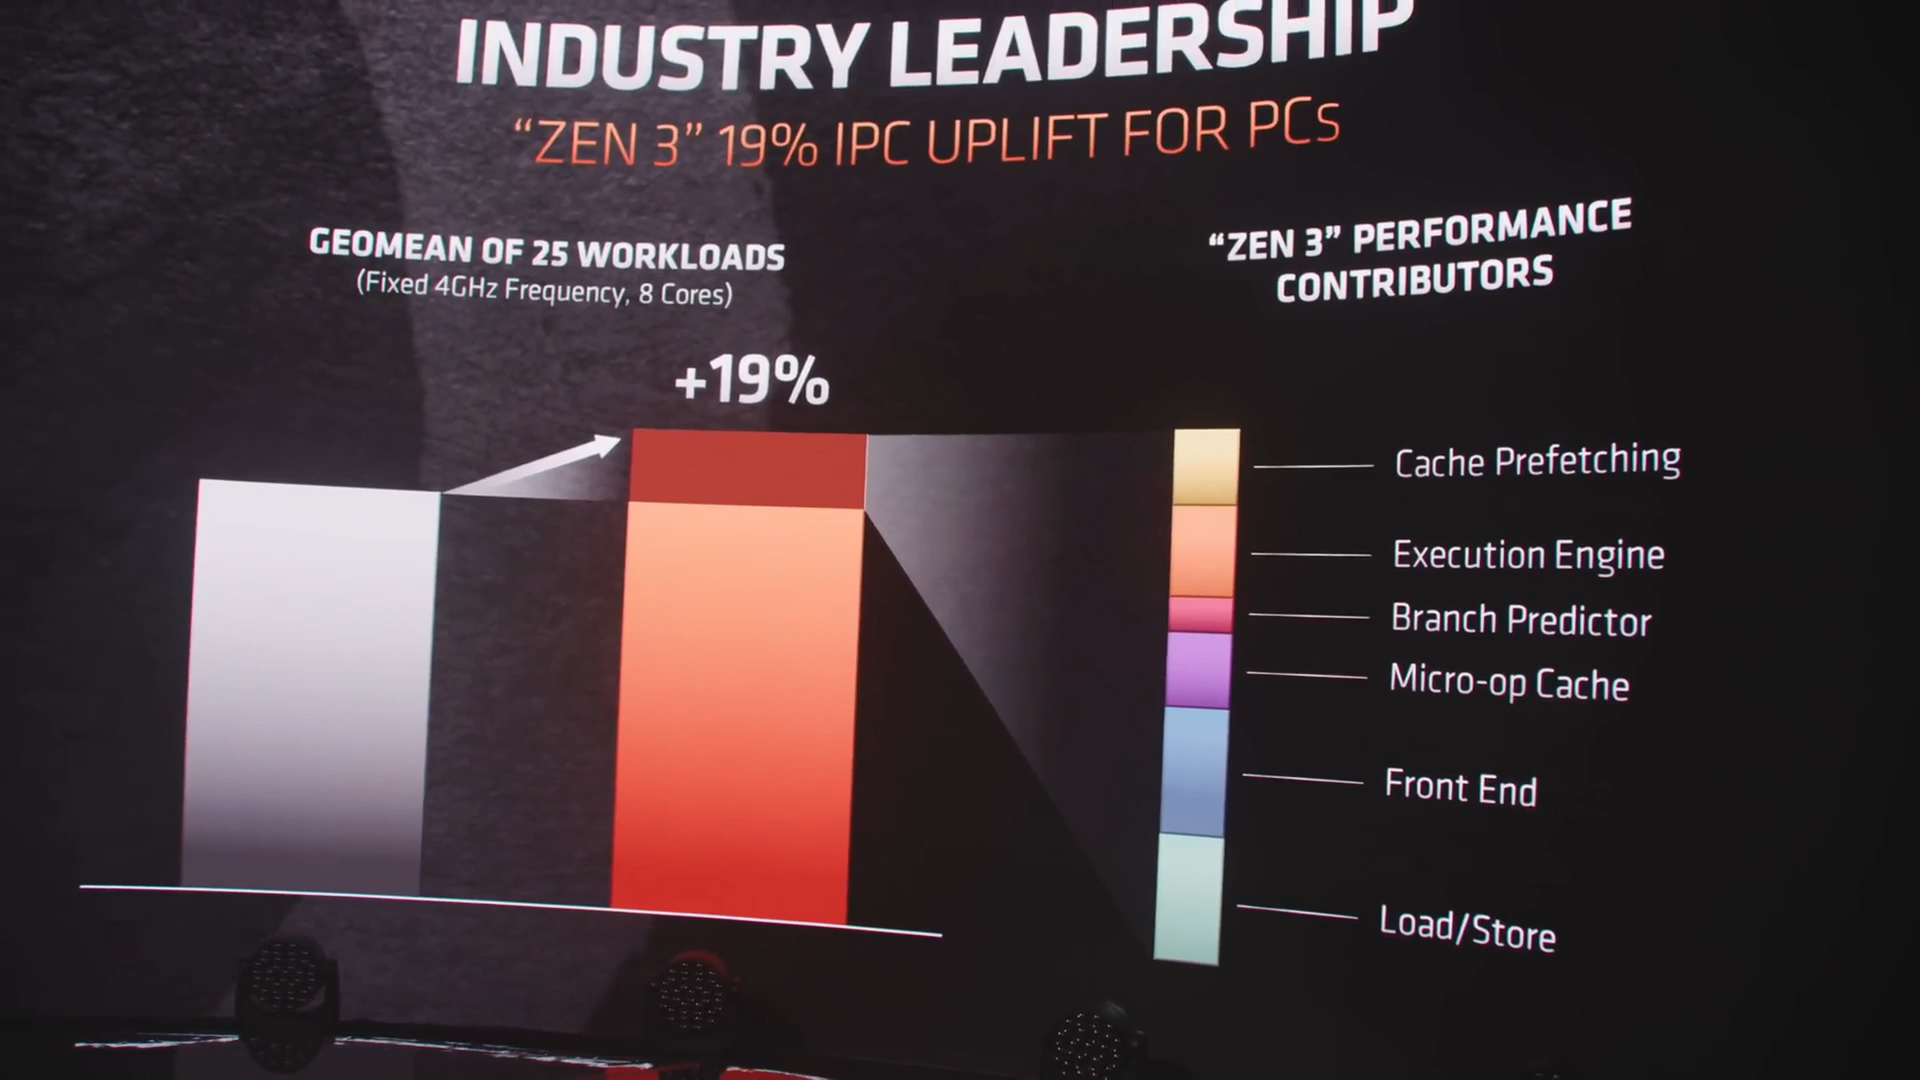 INDUSTRY LEADERSHIP
“ZEN 3” 19% IPC UPLIFT FOR PCs
GEOMEAN OF 25 WORKLOADS
(Fixed 4GHz Frequency, 8 Cores)
+19%
“ZEN 3” PERFORMANCE
CONTRIBUTORS
Cache Prefetching
Execution Engine
Branch Predictor
Micro-op Cache
Front End
Load/Store